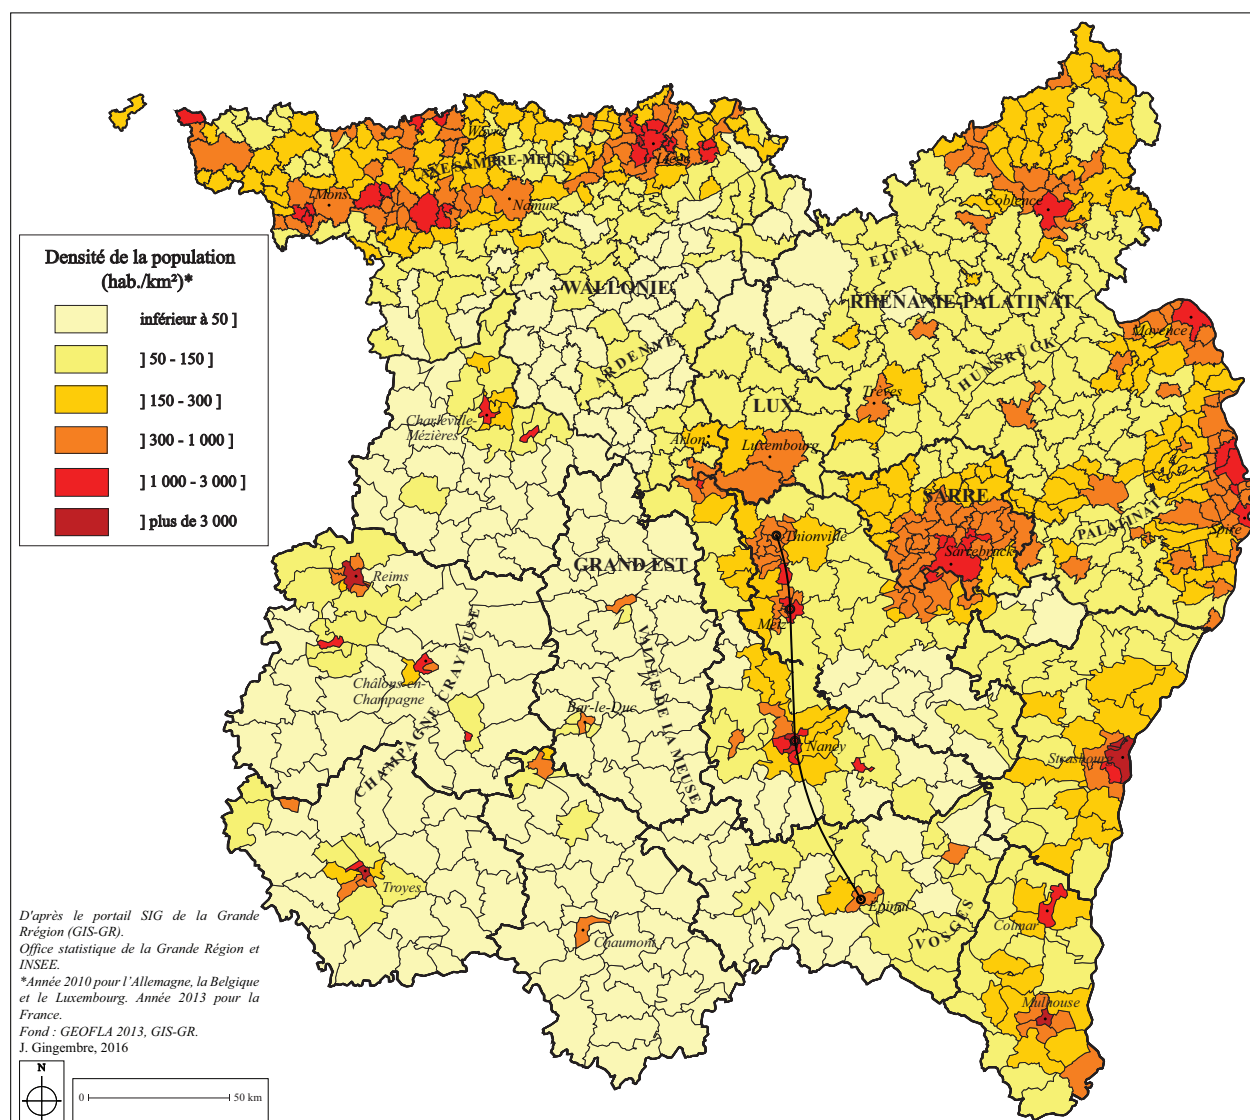 Wavre
AXE SAMBRE-MEUSE
Liège
Mons
Namur
Coblence
Densité de la population
(hab./km²)*
inférieur à 50 ]
] 50 - 150 ]
] 150 - 300 ]
] 300 - 1 000 ]
] 1 000 - 3 000 ]
] plus de 3 000
EIFEL
WALLONIE
RHENANIE-PALATINAT
Mayence
ARDENNE
HUNSRÜCK
Trèves
LUX
Charleville-
Mézières
Arlon
Luxembourg
SARRE
PALATINAT
Spire
Thionville
Sarrebruck
GRAND EST
Reims
Metz
CHAMPAGNE CRAYEUSE
VALLEE DE LA MEUSE
Châlons-en-
Champagne
Bar-le-Duc
Nancy
Strasbourg
Troyes
Epinal
VOSGES
Colmar
Chaumont
Mulhouse
D'après le portail SIG de la Grande
Rrégion (GIS-GR).
Office statistique de la Grande Région et
INSEE.
*Année 2010 pour l'Allemagne, la Belgique
et le Luxembourg. Année 2013 pour la
France.
Fond : GEOFLA 2013, GIS-GR.
J. Gingembre, 2016
N
0
50 km